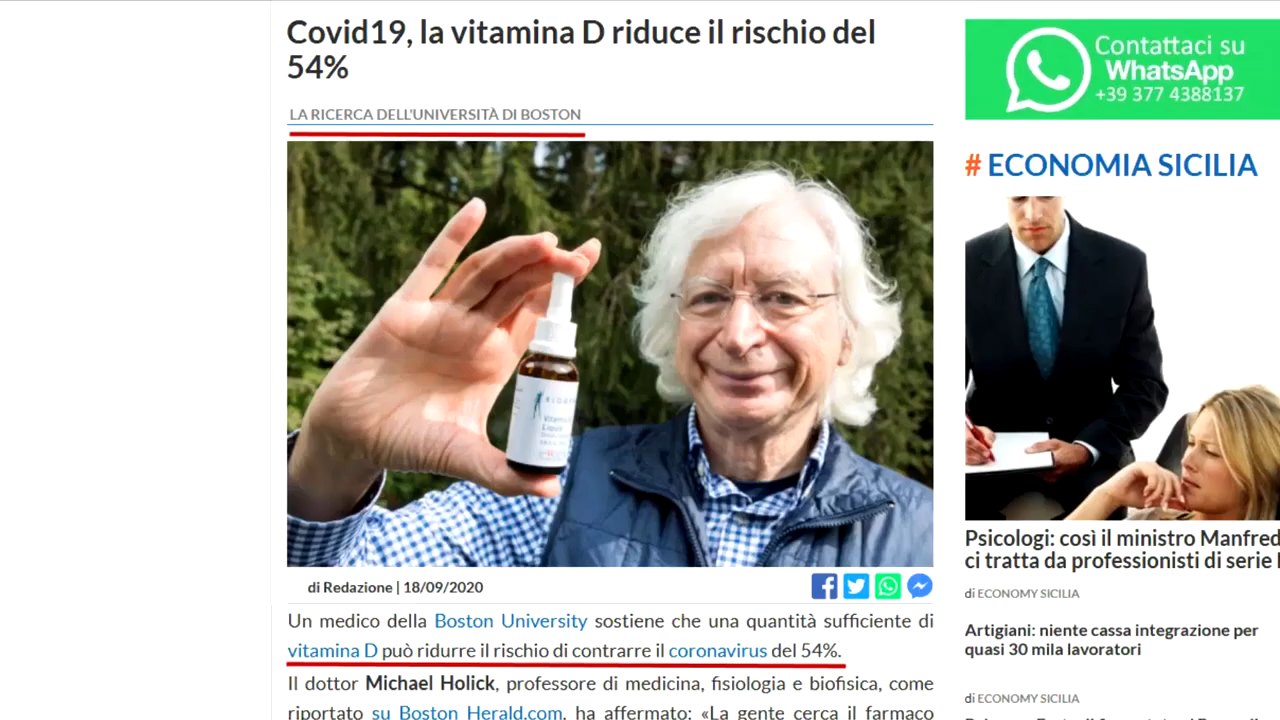 Covid19, la vitamina D riduce il rischio del
54%
LA RICERCA DELL'UNIVERSITÀ DI BOSTON
di Redazione | 18/09/2020
Un medico della Boston University sostiene che una quantità sufficiente di
vitamina D può ridurre il rischio di contrarre il coronavirus del 54%.
Il dottor Michael Holick, professore di medicina, fisiologia e biofisica, come
riportato su Boston Herald.com, ha affermato: «La gente cerca il farmaco
Contattaci su
WhatsApp
+39 377 4388137
# ECONOMIA SICILIA
Psicologi: così il ministro Manfred
ci tratta da professionisti di serie
di ECONOMY SICILIA
Artigiani: niente cassa integrazione per
quasi 30 mila lavoratori
di ECONOMY SICILIA